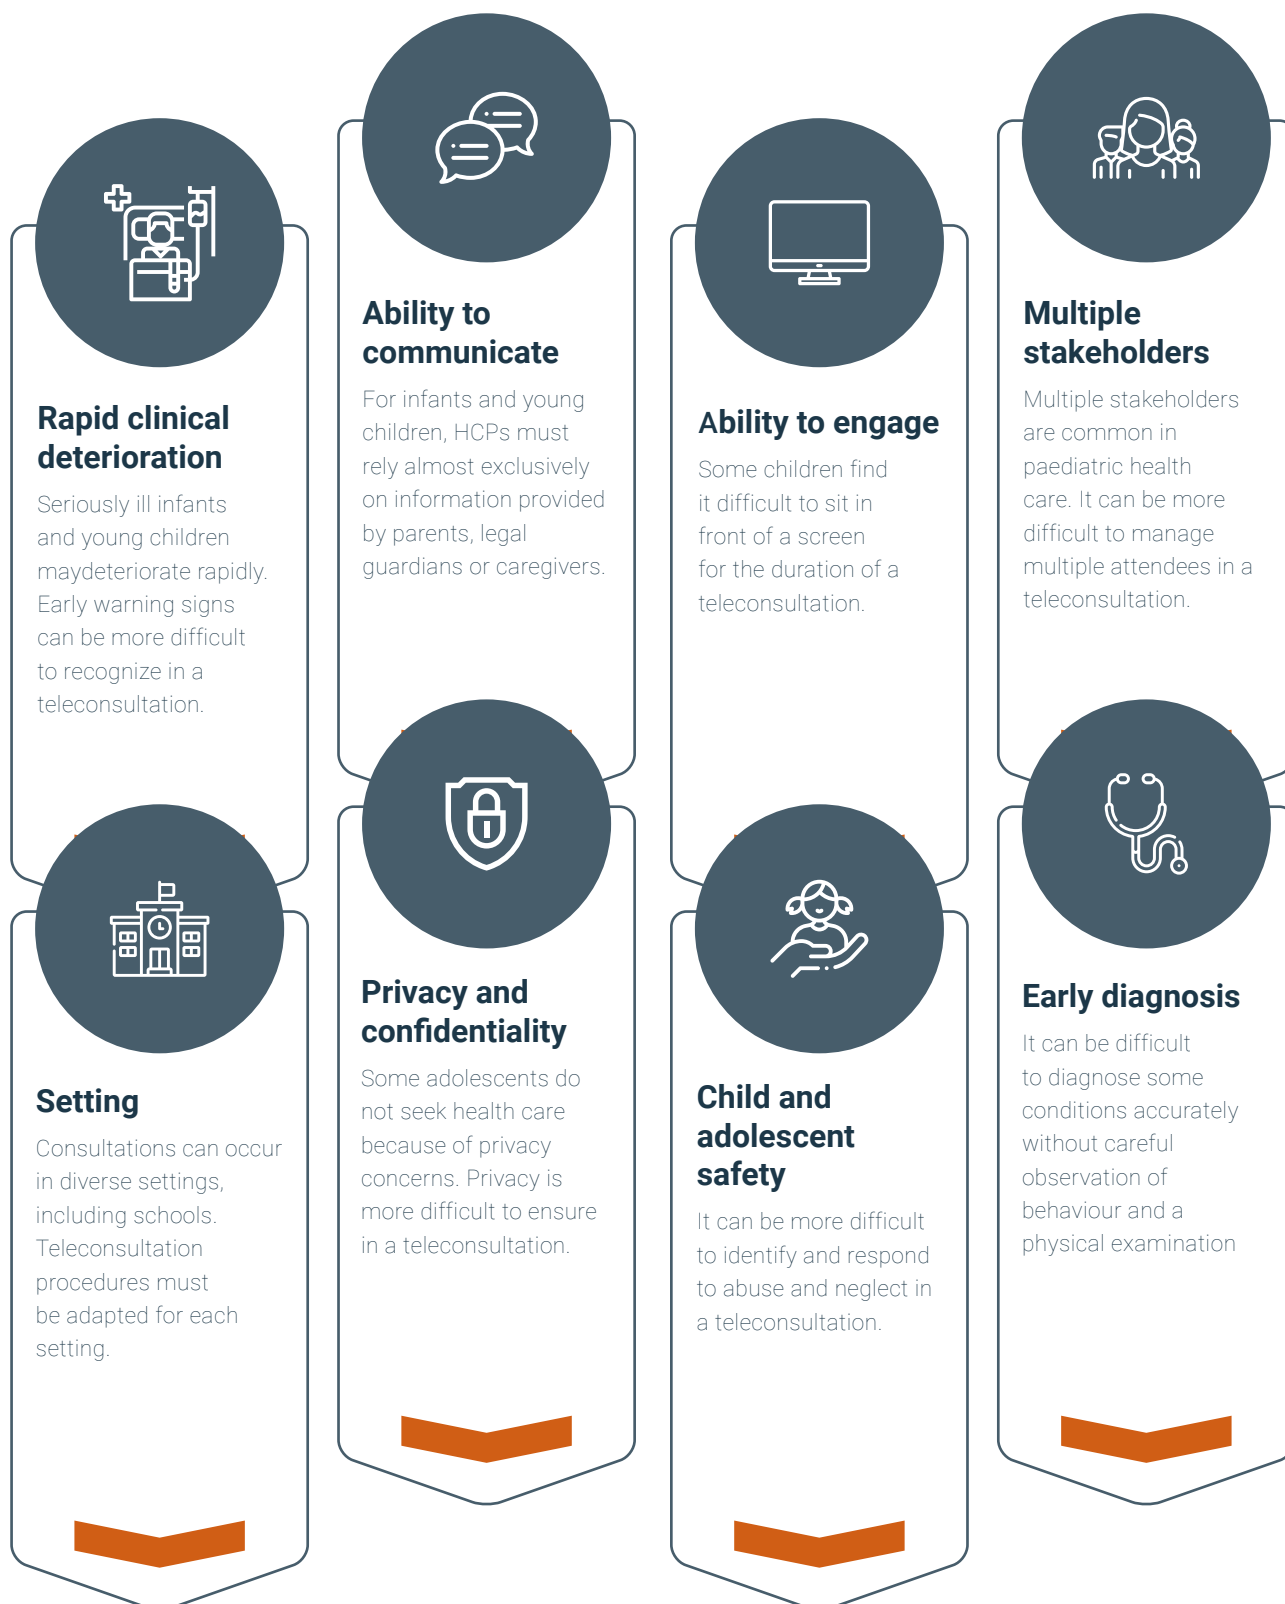 Rapid clinical
deterioration
Seriously ill infants
and young children
maydeteriorate rapidly.
Early warning signs
can be more difficult
to recognize in a
teleconsultation.
Ability to
communicate
For infants and young
children, HCPs must
rely almost exclusively
on information provided
by parents, legal
guardians or caregivers.
Ability to engage
Some children find
it difficult to sit in
front of a screen
for the duration of a
teleconsultation.
Multiple
stakeholders
Multiple stakeholders
are common in
paediatric health
care. It can be more
difficult to manage
multiple attendees in a
teleconsultation.
Setting
Consultations can occur
in diverse settings,
including schools.
Teleconsultation
procedures must
be adapted for each
setting.
Privacy and
confidentiality
Some adolescents do
not seek health care
because of privacy
concerns. Privacy is
more difficult to ensure
in a teleconsultation.
Child and
adolescent
safety
It can be more difficult
to identify and respond
to abuse and neglect in
a teleconsultation.
Early diagnosis
It can be difficult
to diagnose some
conditions accurately
without careful
observation of
behaviour and a
physical examination